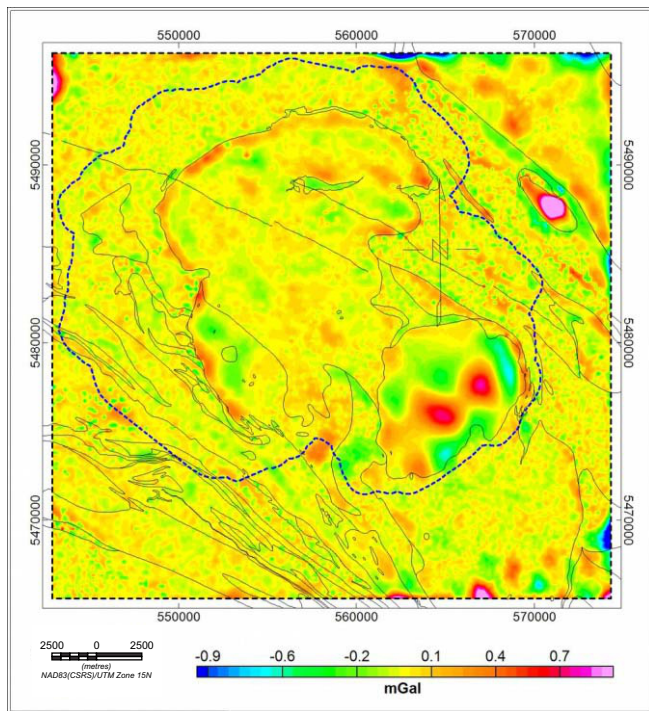 550000 560000 570000
5490000 5490000
5480000 5480000
5470000 5470000
N
550000 560000 570000
2500 0 2500
(metres)
NAD83(CSRS)/UTM Zone 15N
-0.9 -0.6 -0.2 0.1 0.4 0.7
mGal